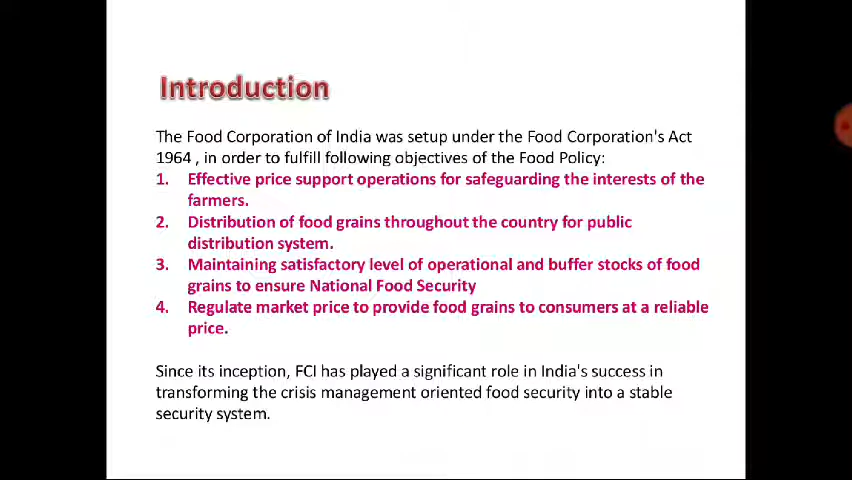 Introduction
The Food Corporation of India was setup under the Food Corporation's Act
1964 , in order to fulfill following objectives of the Food Policy:
1. Effective price support operations for safeguarding the interests of the
farmers.
2. Distribution of food grains throughout the country for public
distribution system.
3. Maintaining satisfactory level of operational and buffer stocks of food
grains to ensure National Food Security
4. Regulate market price to provide food grains to consumers at a reliable
price.
Since its inception, FCI has played a significant role in India's success in
transforming the crisis management oriented food security into a stable
security system.